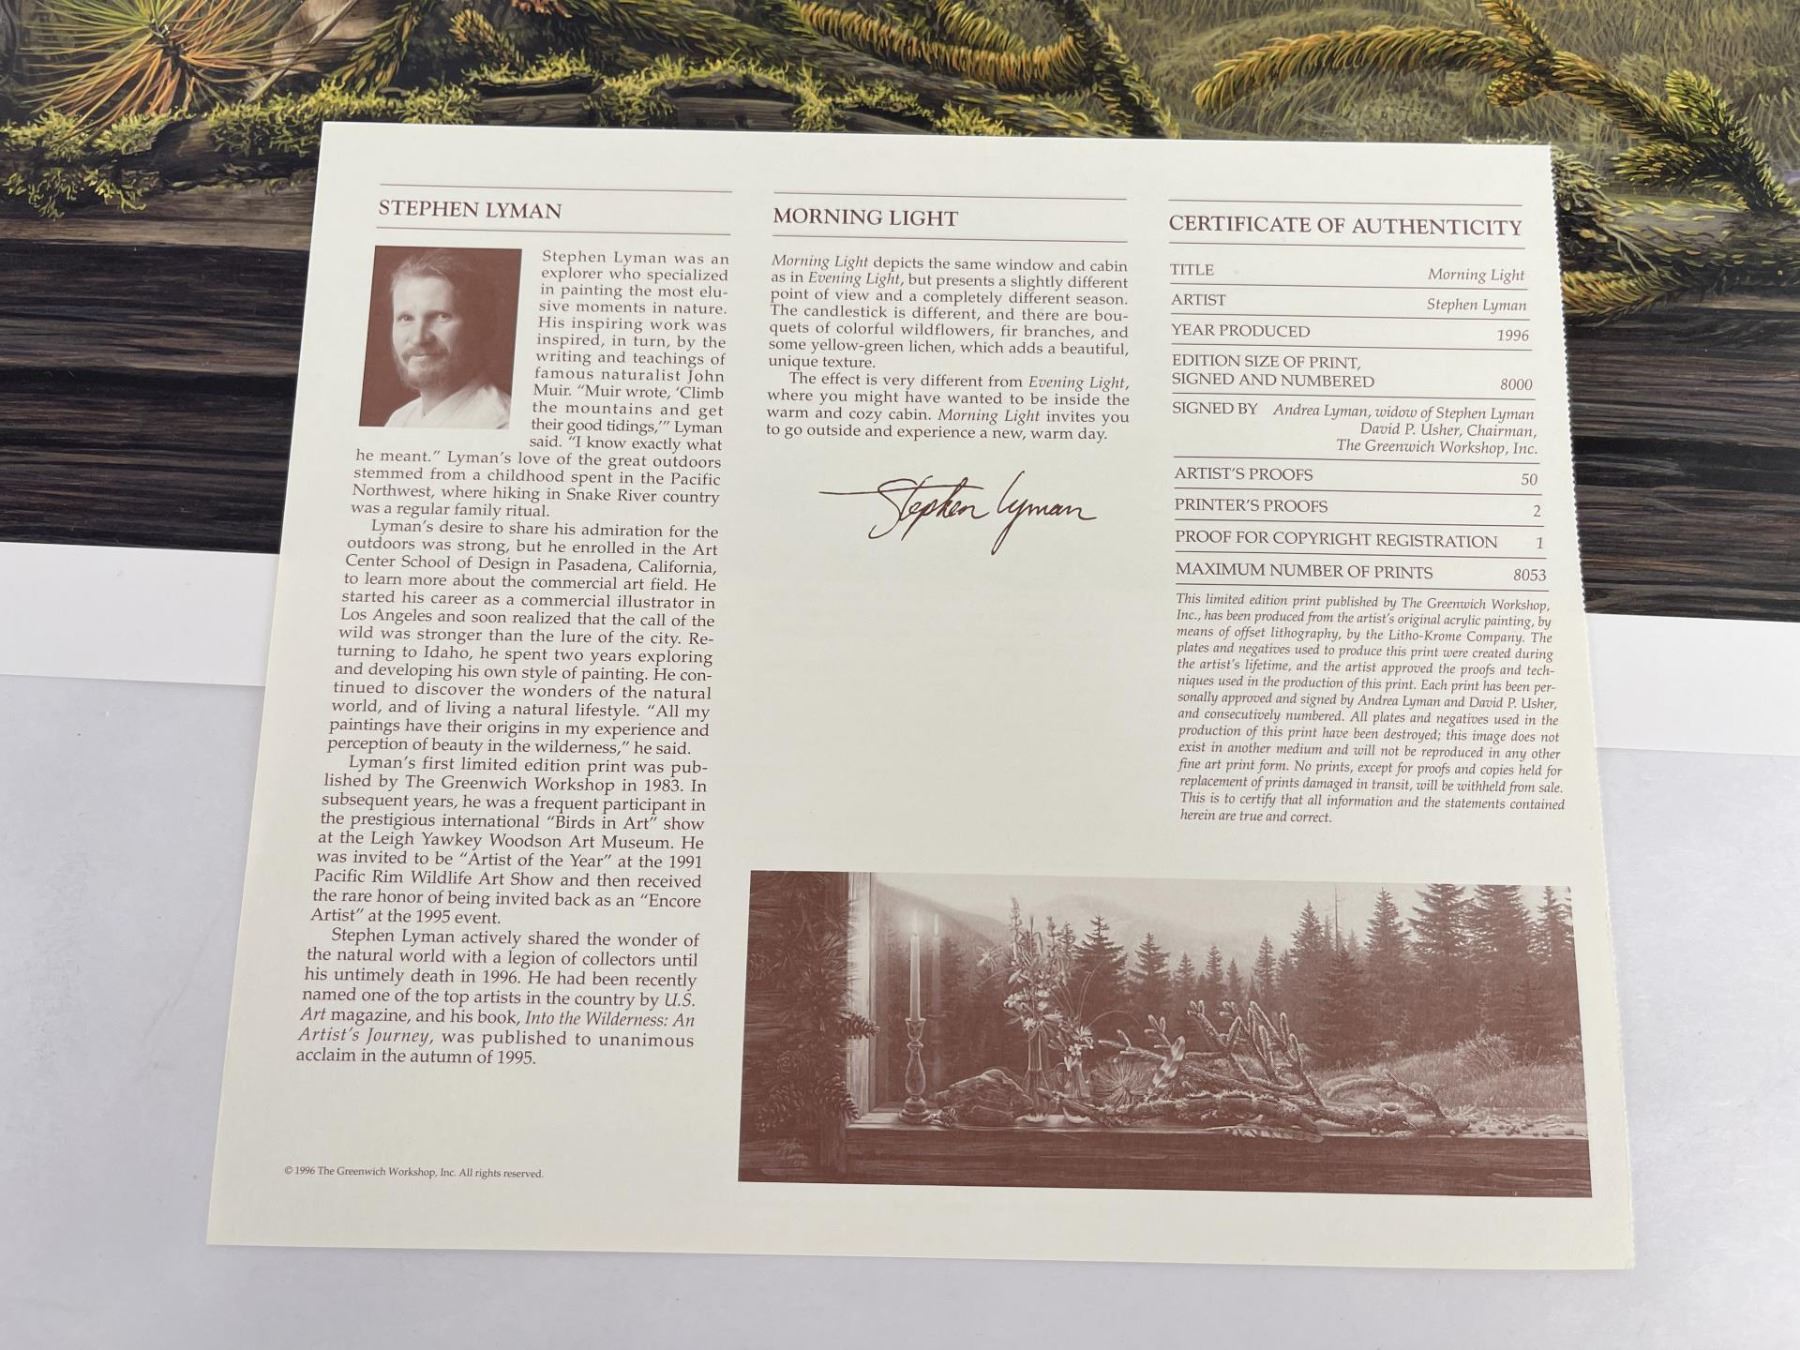 STEPHEN LYMAN
Stephen Lyman was an
explorer who specialized
in painting the most elu-
sive moments in nature.
His inspiring work was
inspired, in turn, by the
writing and teachings of
famous naturalist John
Muir. “Muir wrote, ‘Climb
the mountains and get
their good tidings,’” Lyman
said. “I know exactly what
he meant.” Lyman’s love of the great outdoors
stemmed from a childhood spent in the Pacific
Northwest, where hiking in Snake River country
was a regular family ritual.
Lyman’s desire to share his admiration for the
outdoors was strong, but he enrolled in the Art
Center School of Design in Pasadena, California,
to learn more about the commercial art field. He
started his career as a commercial illustrator in
Los Angeles and soon realized that the call of the
wild was stronger than the lure of the city. Re-
turning to Idaho, he spent two years exploring
and developing his own style of painting. He con-
tinued to discover the wonders of the natural
world, and of living a natural lifestyle. “All my
paintings have their origins in my experience and
perception of beauty in the wilderness,” he said.
Lyman’s first limited edition print was pub-
lished by The Greenwich Workshop in 1983. In
subsequent years, he was a frequent participant in
the prestigious international “Birds in Art” show
at the Leigh Yawkey Woodson Art Museum. He
was invited to be “Artist of the Year” at the 1991
Pacific Rim Wildlife Art Show and then received
the rare honor of being invited back as an “Encore
Artist” at the 1995 event.
Stephen Lyman actively shared the wonder of
the natural world with a legion of collectors until
his untimely death in 1996. He had been recently
named one of the top artists in the country by U.S.
Art magazine, and his book, Into the Wilderness: An
Artist’s Journey, was published to unanimous
acclaim in the autumn of 1995.
© 1996 The Greenwich Workshop, Inc. All rights reserved.
MORNING LIGHT
Morning Light depicts the same window and cabin
as in Evening Light, but presents a slightly different
point of view and a completely different season.
The candlestick is different, and there are bou-
quets of colorful wildflowers, fir branches, and
some yellow-green lichen, which adds a beautiful,
unique texture.
The effect is very different from Evening Light,
where you might have wanted to be inside the
warm and cozy cabin. Morning Light invites you
to go outside and experience a new, warm day.
Stephen Lyman
CERTIFICATE OF AUTHENTICITY
TITLE Morning Light
ARTIST Stephen Lyman
YEAR PRODUCED 1996
EDITION SIZE OF PRINT,
SIGNED AND NUMBERED 8000
SIGNED BY Andrea Lyman, widow of Stephen Lyman
David P. Usher, Chairman,
The Greenwich Workshop, Inc.
ARTIST’S PROOFS 50
PRINTER’S PROOFS 2
PROOF FOR COPYRIGHT REGISTRATION 1
MAXIMUM NUMBER OF PRINTS 8053
This limited edition print published by The Greenwich Workshop,
Inc., has been produced from the artist’s original acrylic painting, by
means of offset lithography, by the Litho-Krome Company. The
plates and negatives used to produce this print were created during
the artist’s lifetime, and the artist approved the proofs and tech-
niques used in the production of this print. Each print has been per-
sonally approved and signed by Andrea Lyman and David P. Usher,
and consecutively numbered. All plates and negatives used in the
production of this print have been destroyed; this image does not
exist in another medium and will not be reproduced in any other
fine art print form. No prints, except for proofs and copies held for
replacement of prints damaged in transit, will be withheld from sale.
This is to certify that all information and the statements contained
herein are true and correct.